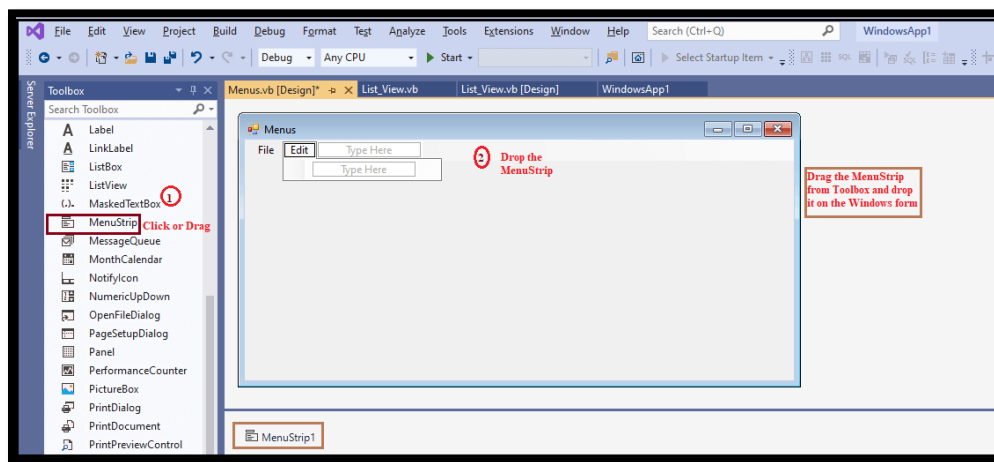 File Edit View Project Build Debug Format Test Analyze Tools Extensions Window Help Search (Ctrl+Q) WindowsApp1
Debug Any CPU Start Select Startup Item
Server Explorer
Toolbox
Search Toolbox
Label
LinkLabel
ListBox
ListView
MaskedTextBox
MenuStrip
MessageQueue
MonthCalendar
NotifyIcon
NumericUpDown
OpenFileDialog
PageSetupDialog
Panel
PerformanceCounter
PictureBox
PrintDialog
PrintDocument
PrintPreviewControl
1
Click or Drag
Menus.vb [Design]* List_View.vb List_View.vb [Design] WindowsApp1
Menus
File Edit Type Here
Type Here
2 Drop the
MenuStrip
Drag the MenuStrip
from Toolbox and drop
it on the Windows form
MenuStrip1